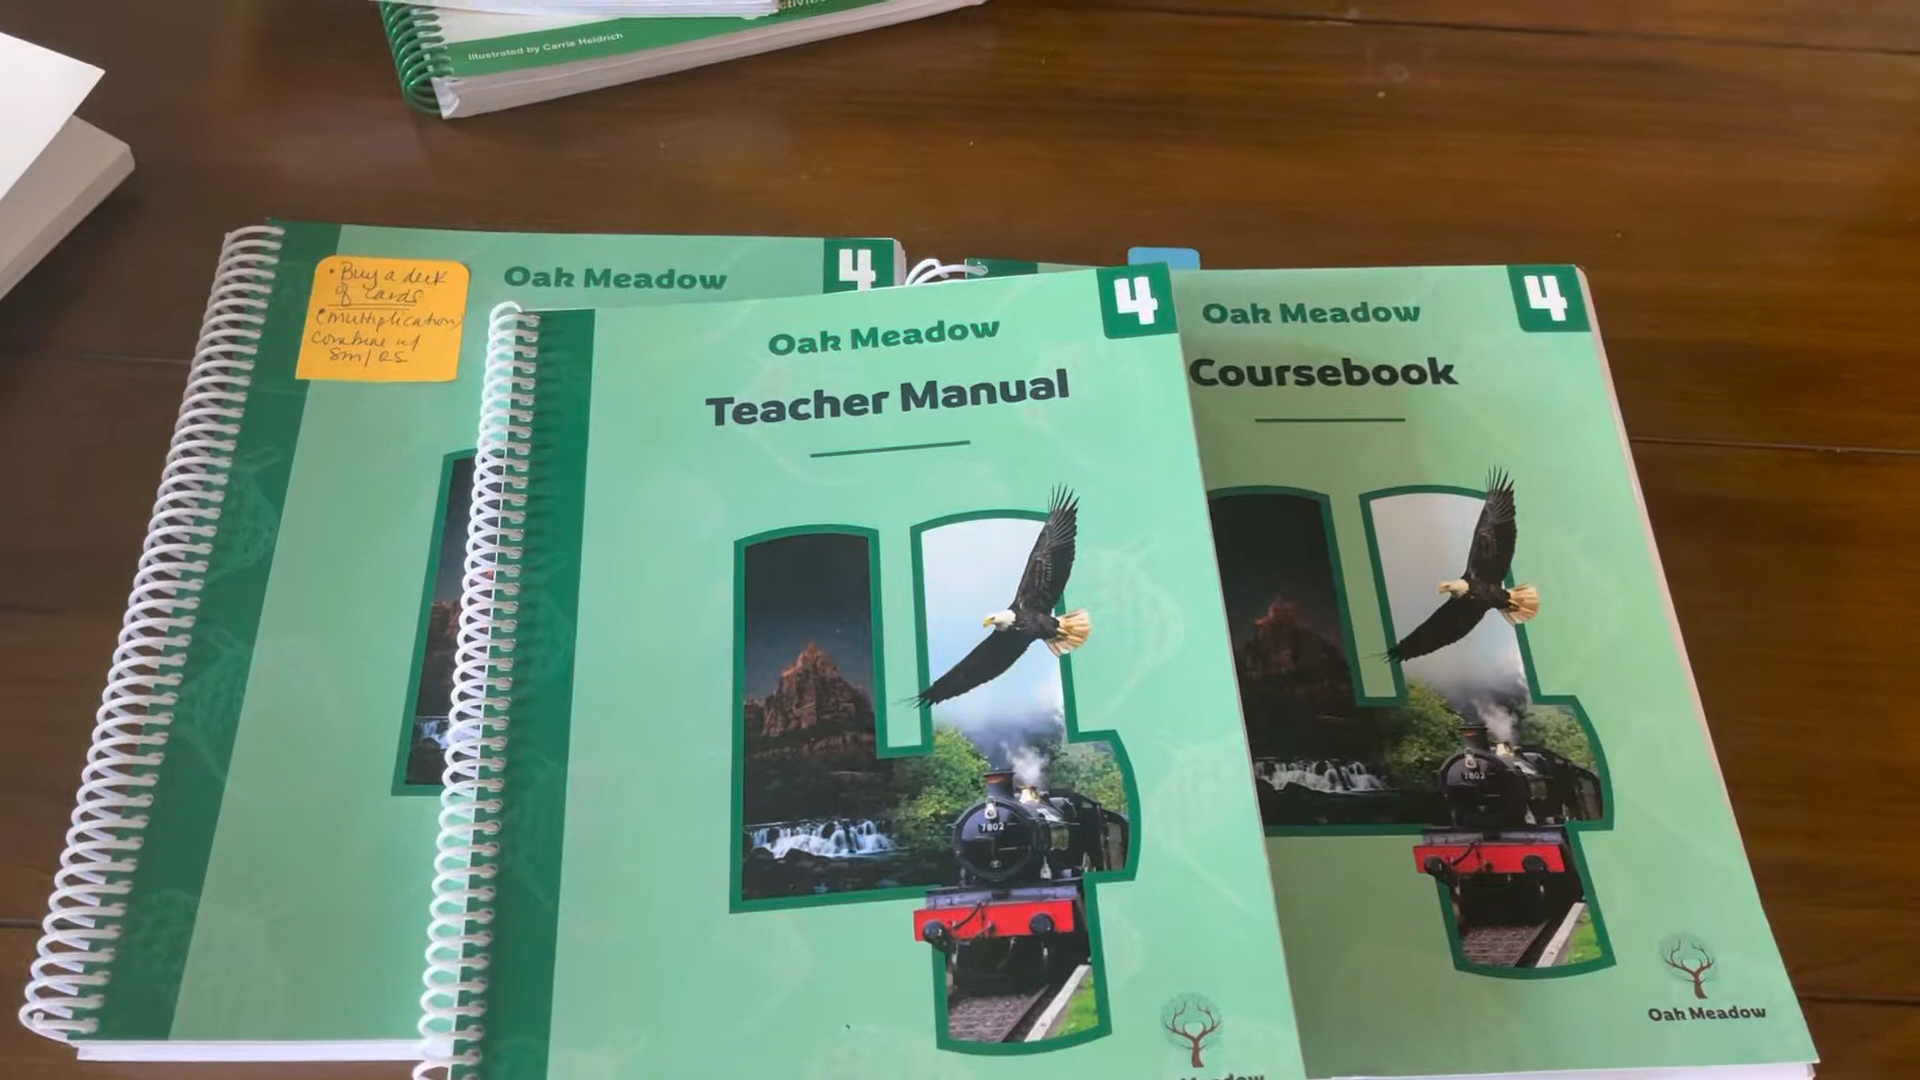 Illustrated by Carrie Heidrich
Oak Meadow
4
• Buy a deck
of cards
(multiplication)
combine w/
Sm/RS
Oak Meadow
4
Teacher Manual
7802
Oak Meadow
4
Coursebook
7802
Oak Meadow
Meadow